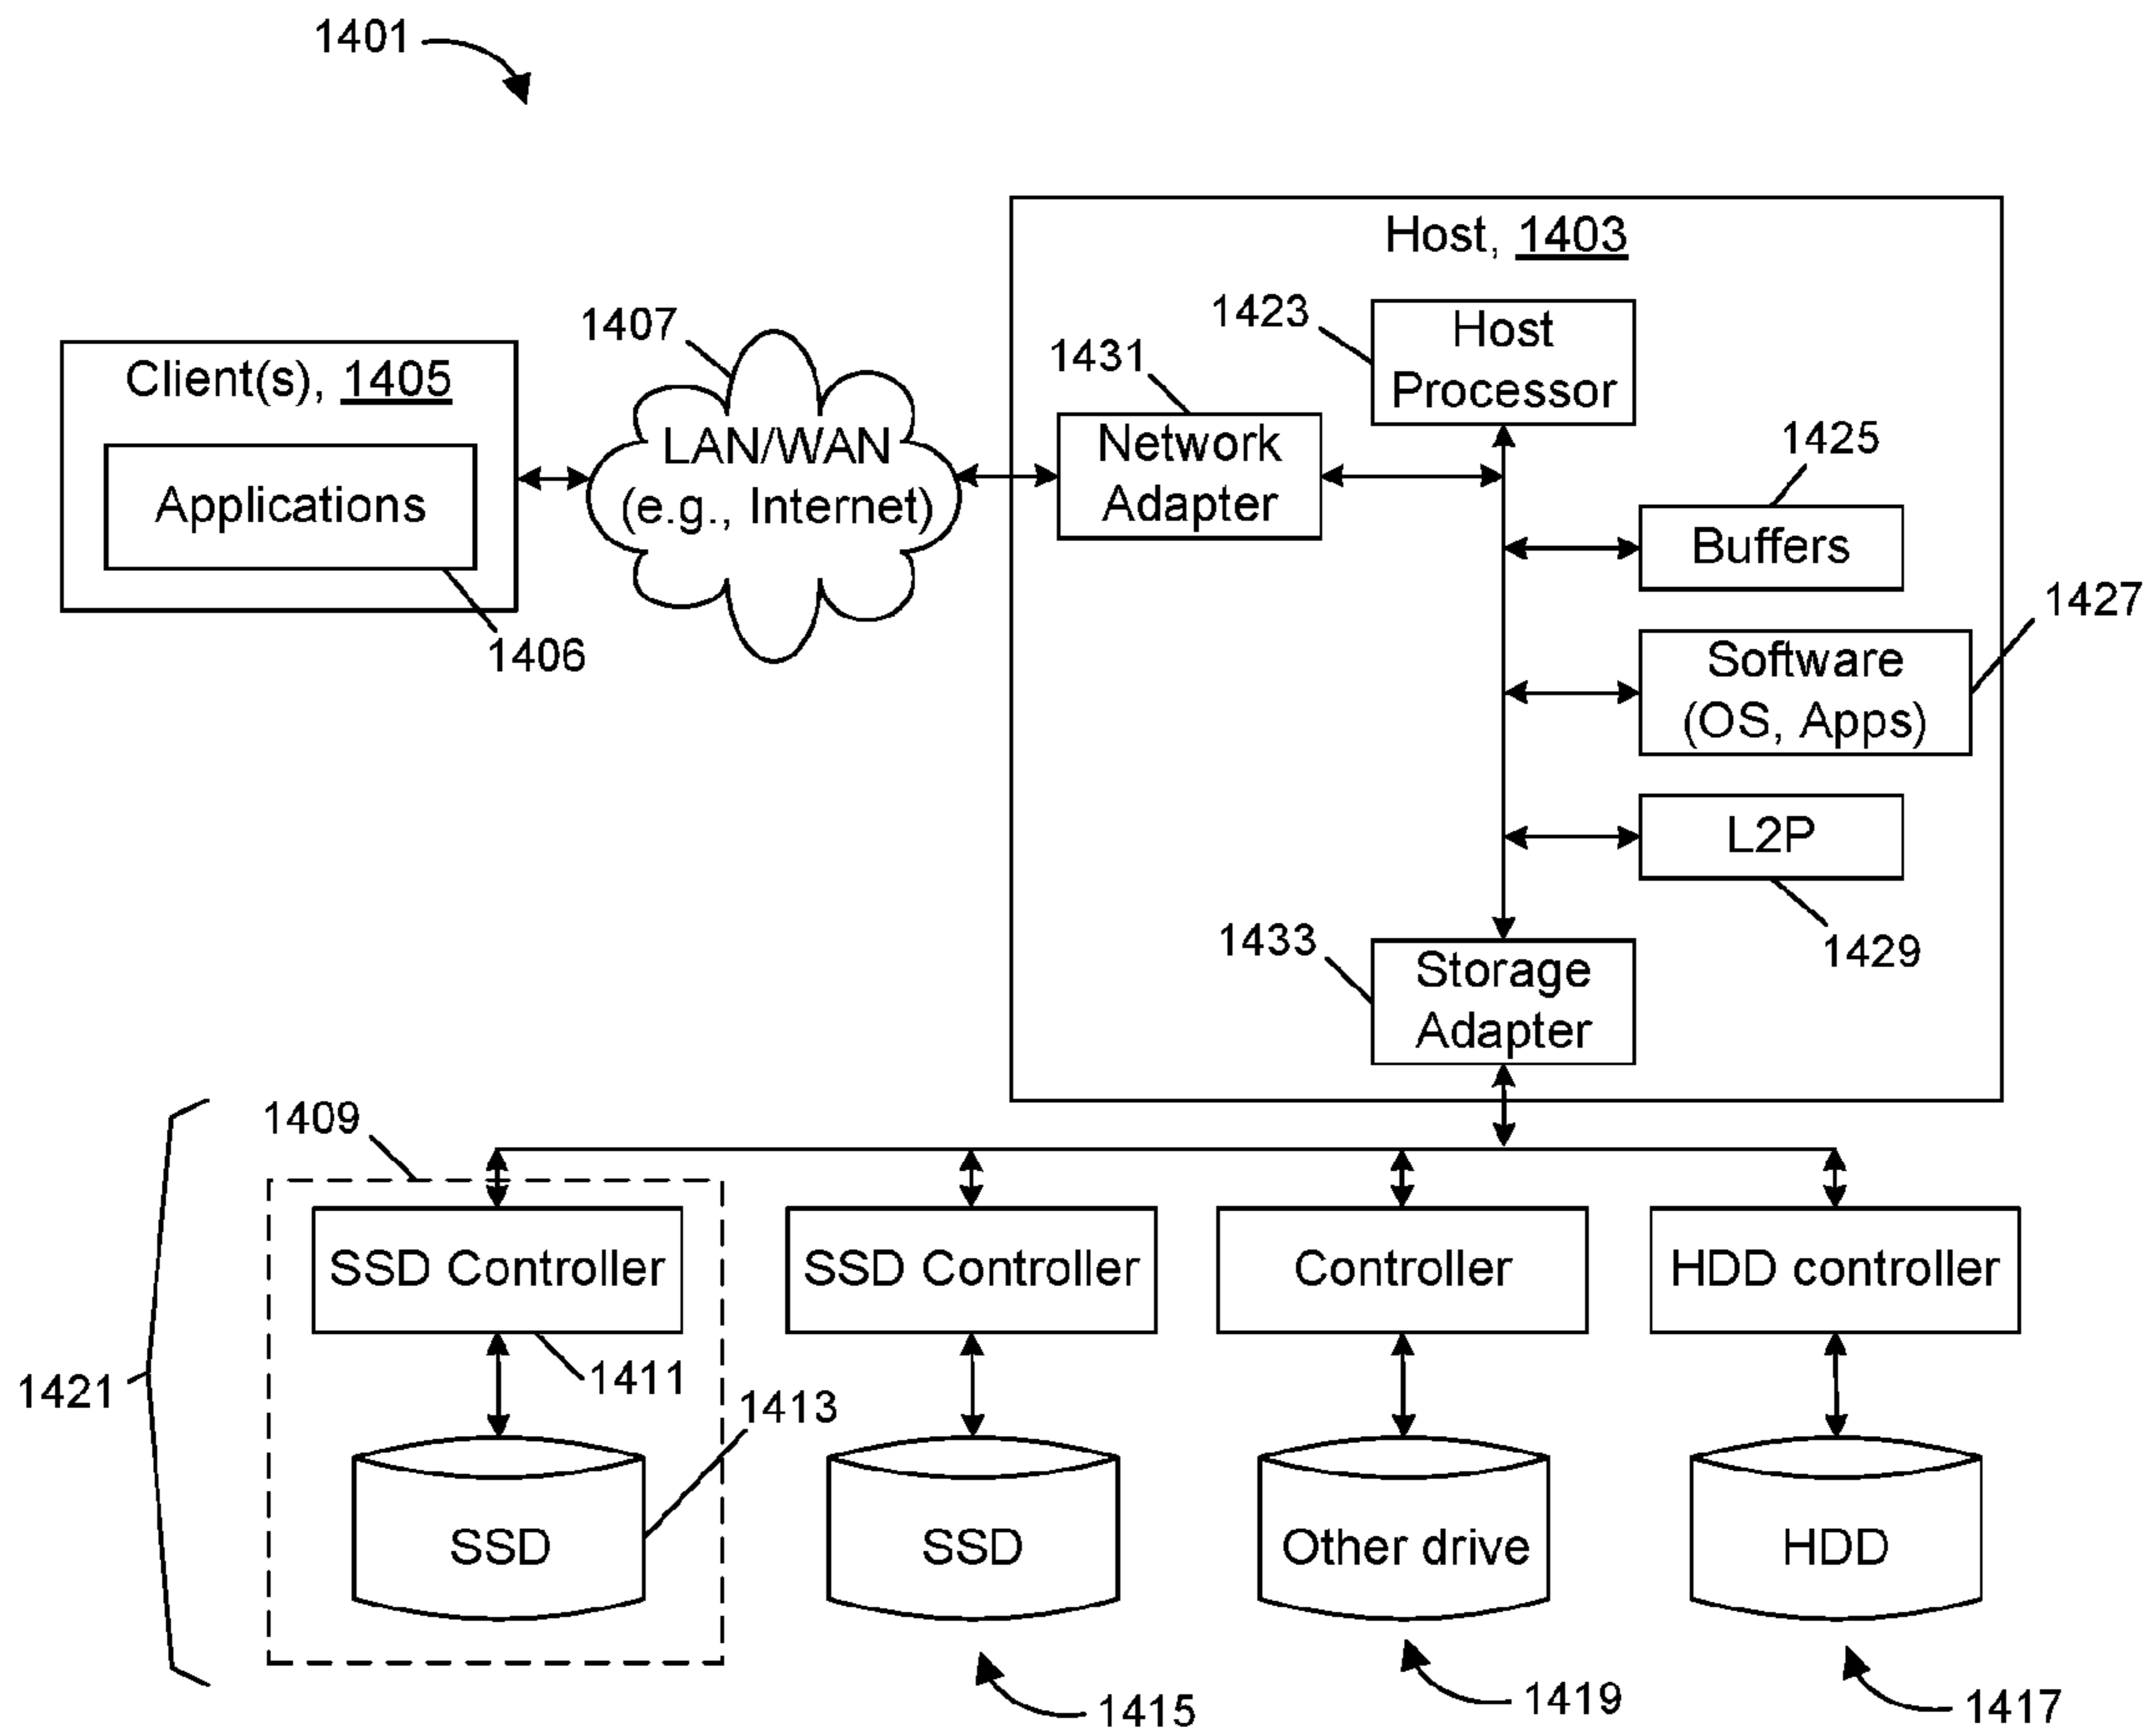 1401
Host, 1403
1407
1423
Host
Processor
1431
Client(s), 1405
Network
Adapter
LAN/WAN
(e.g., Internet)
Applications
1425
Buffers
1406
1427
Software
(OS, Apps)
L2P
1429
1433
Storage
Adapter
1409
SSD Controller
SSD Controller
Controller
HDD controller
1421
1411
1413
SSD
SSD
Other drive
HDD
1415
1419
1417